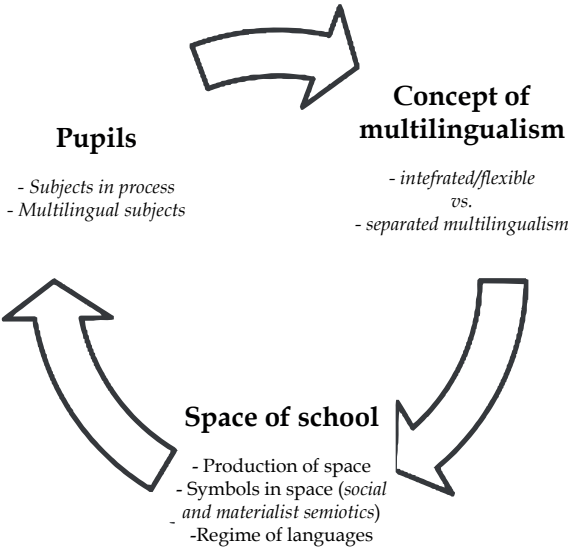 Pupils
- Subjects in process
- Multilingual subjects
Concept of
multilingualism
- intefrated/flexible
vs.
- separated multilingualism
Space of school
- Production of space
- Symbols in space (social
- and materialist semiotics)
-Regime of languages